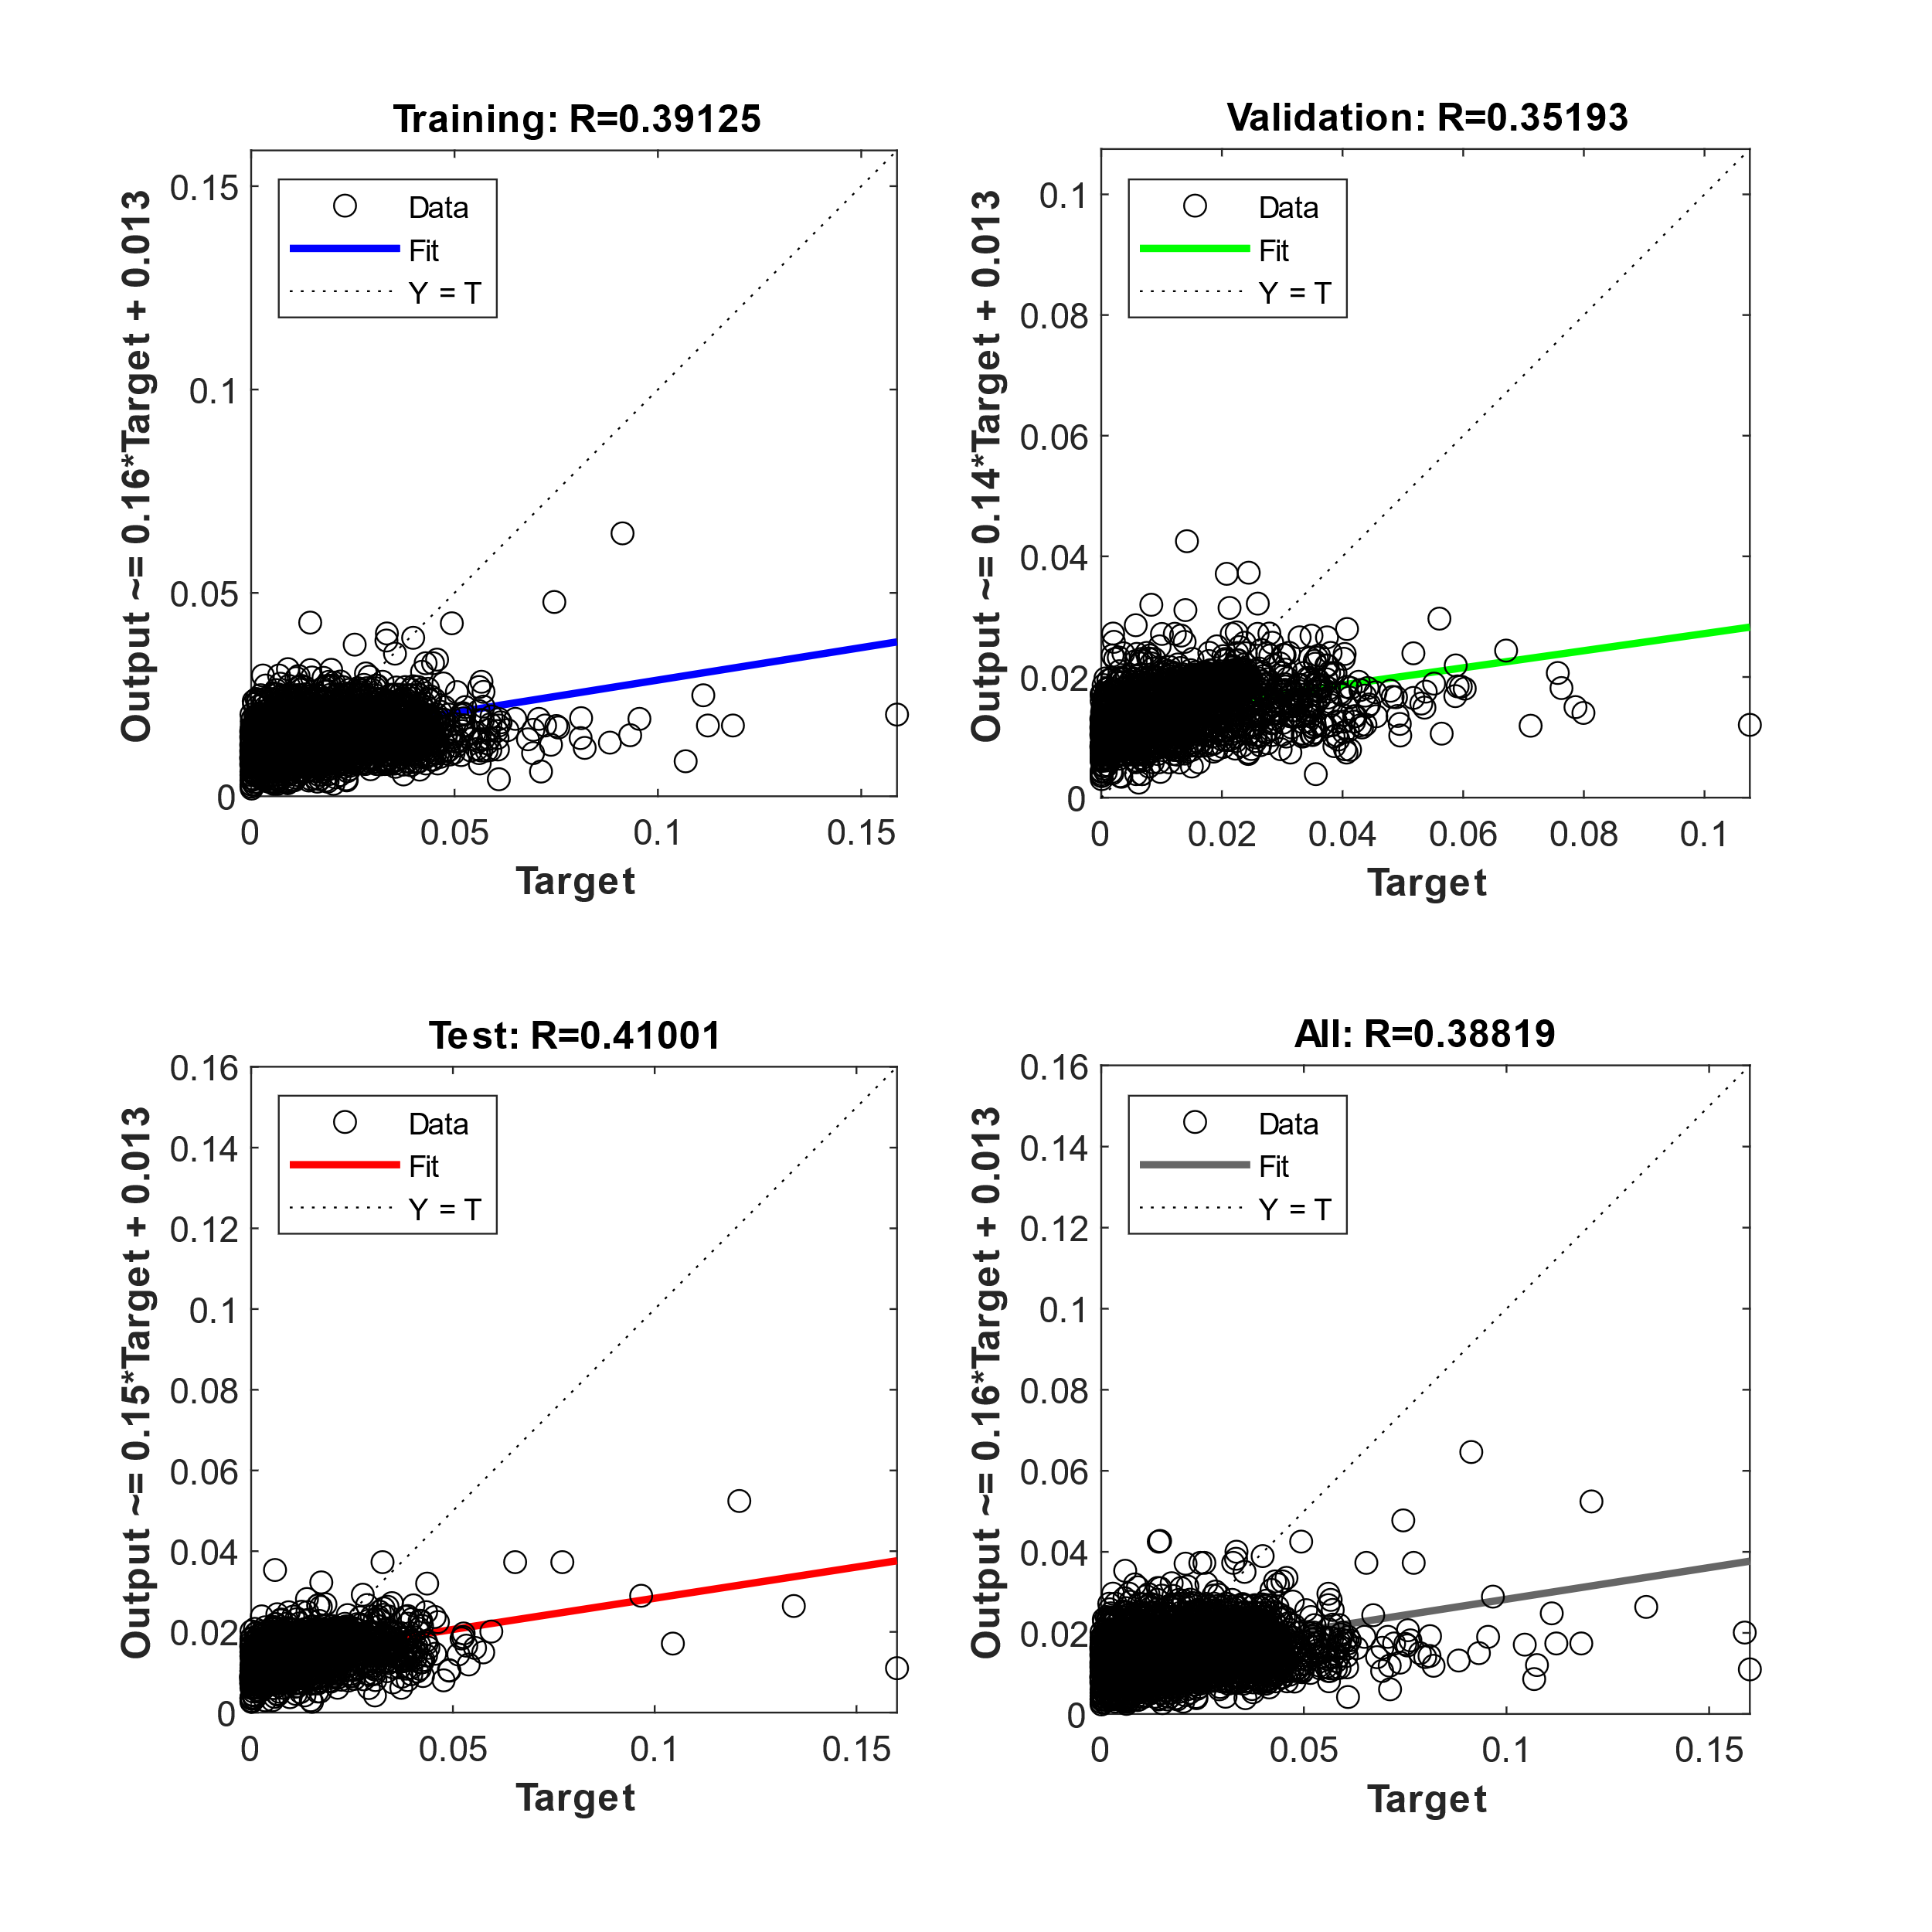 Training: R=0.39125
Output ~= 0.16*Target + 0.013
0.15
0.1
0.05
0
Data
Fit
Y = T
0
0.05
0.1
0.15
Target
Validation: R=0.35193
Output ~= 0.14*Target + 0.013
0.1
0.08
0.06
0.04
0.02
0
Data
Fit
Y = T
0
0.02
0.04
0.06
0.08
0.1
Target
Test: R=0.41001
Output ~= 0.15*Target + 0.013
0.16
0.14
0.12
0.1
0.08
0.06
0.04
0.02
0
Data
Fit
Y = T
0
0.05
0.1
0.15
Target
All: R=0.38819
Output ~= 0.16*Target + 0.013
0.16
0.14
0.12
0.1
0.08
0.06
0.04
0.02
0
Data
Fit
Y = T
0
0.05
0.1
0.15
Target